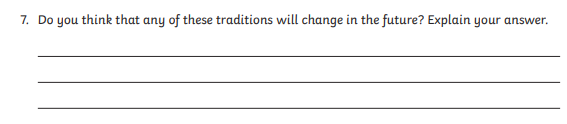 7. Do you think that any of these traditions will change in the future? Explain your answer.